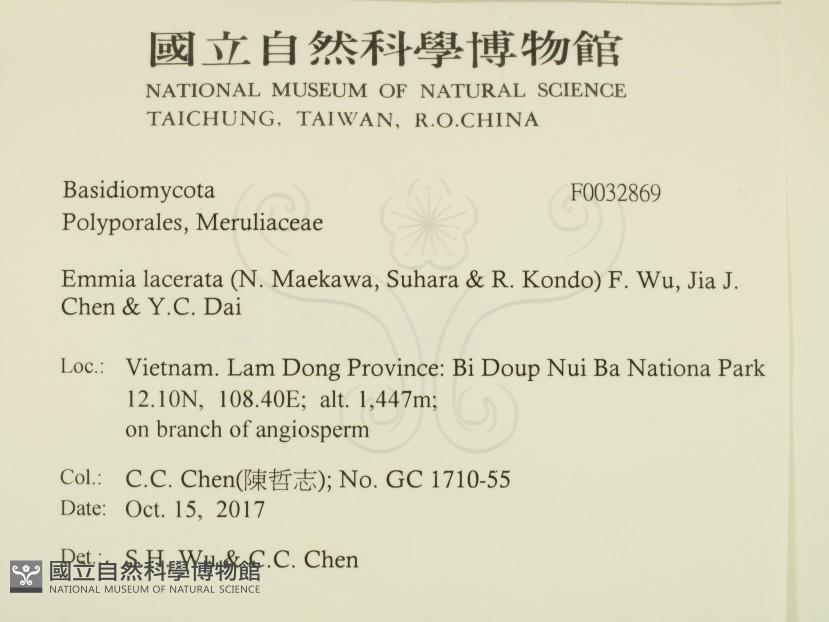 國立自然科學博物館
NATIONAL MUSEUM OF NATURAL SCIENCE
TAICHUNG, TAIWAN, R.O.CHINA
Basidiomycota F0032869
Polyporales, Meruliaceae
Emmia lacerata (N. Maekawa, Suhara & R. Kondo) F. Wu, Jia J.
Chen & Y.C. Dai
Loc.: Vietnam. Lam Dong Province: Bi Doup Nui Ba Nationa Park
12.10N, 108.40E; alt. 1,447m;
on branch of angiosperm
Col.: C.C. Chen(陳哲志); No. GC 1710-55
Date: Oct. 15, 2017
Det.: S.H. Wu & C.C. Chen
國立自然科學博物館
NATIONAL MUSEUM OF NATURAL SCIENCE